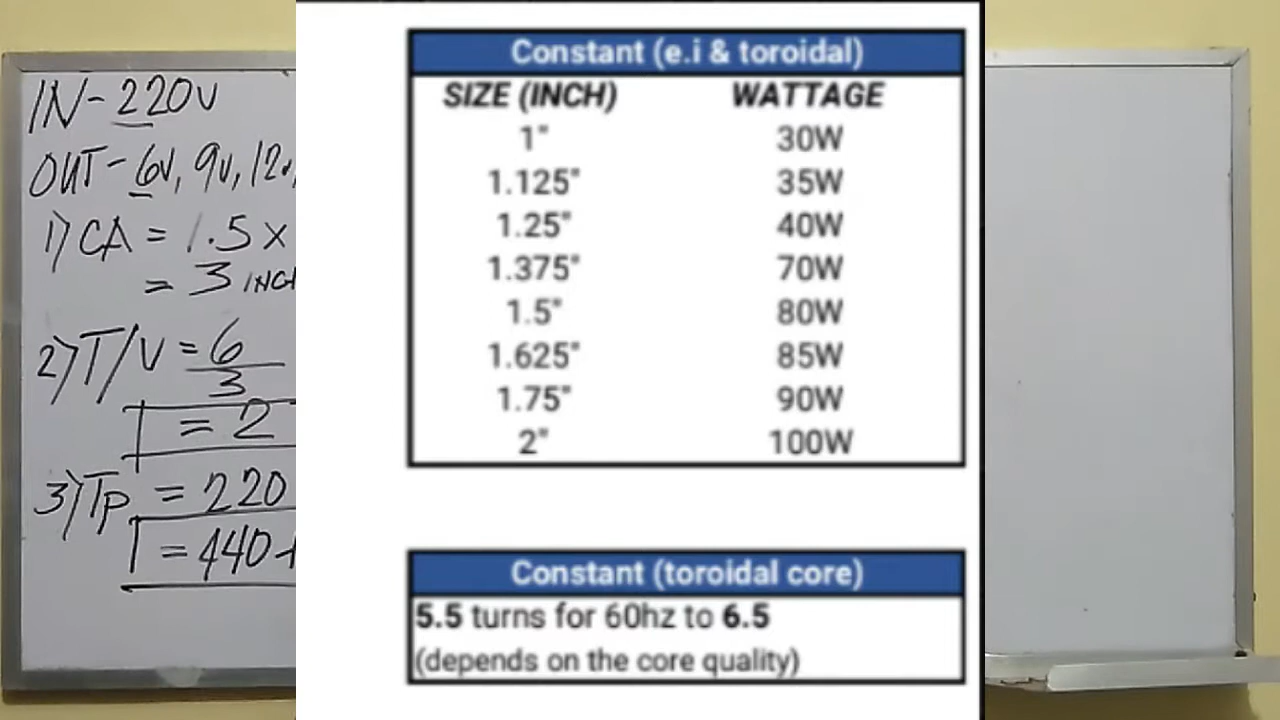 IN-220V
OUT-6V, 9V, 12V,
1) CA = 1.5 X
= 3 INCH
2) T/V = 6
3
= 2
3) Tp = 220
= 440
Constant (e.i & toroidal)
SIZE (INCH) WATTAGE
1" 30W
1.125" 35W
1.25" 40W
1.375" 70W
1.5" 80W
1.625" 85W
1.75" 90W
2" 100W
Constant (toroidal core)
5.5 turns for 60hz to 6.5
(depends on the core quality)